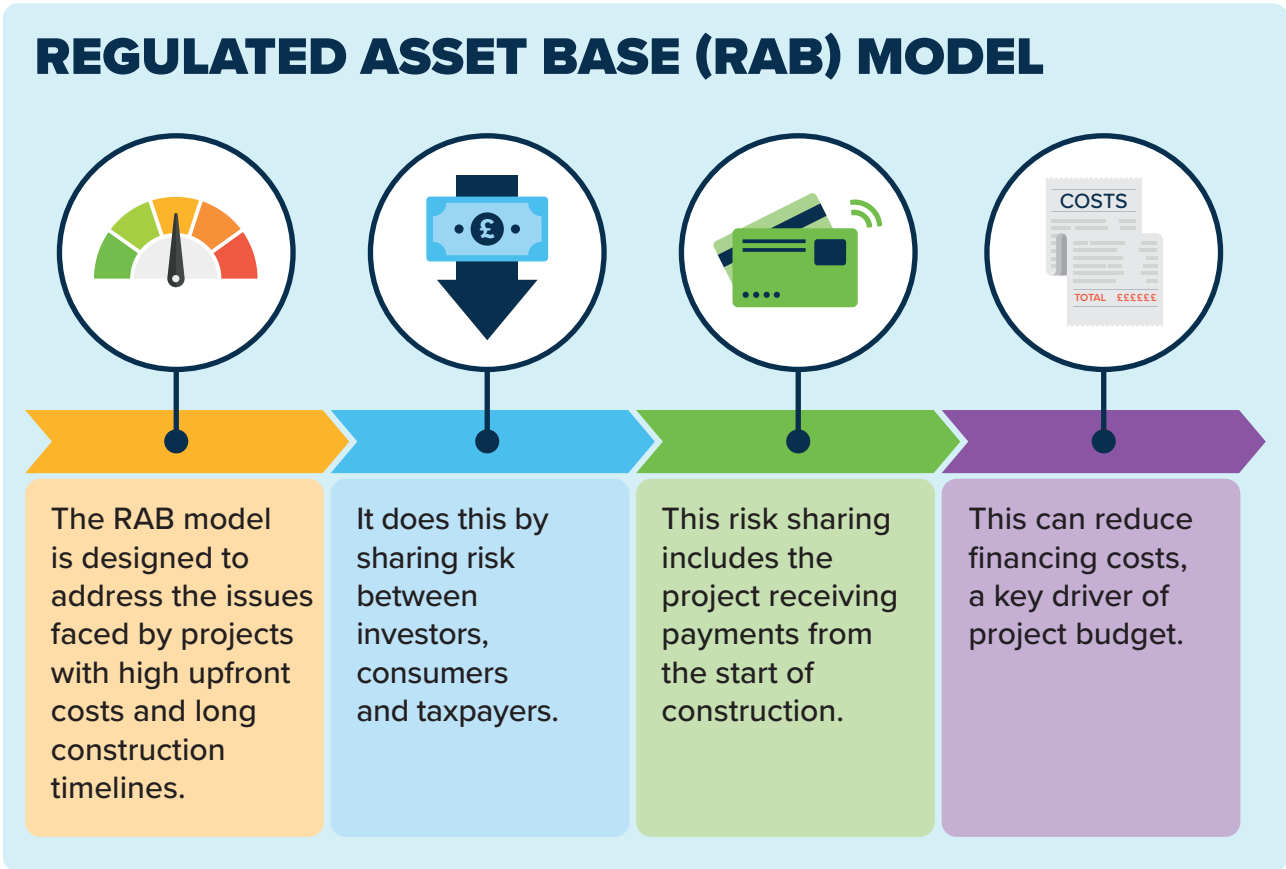 REGULATED ASSET BASE (RAB) MODEL
£
COSTS
TOTAL ££££££
The RAB model
is designed to
address the issues
faced by projects
with high upfront
costs and long
construction
timelines.
It does this by
sharing risk
between
investors,
consumers
and taxpayers.
This risk sharing
includes the
project receiving
payments from
the start of
construction.
This can reduce
financing costs,
a key driver of
project budget.